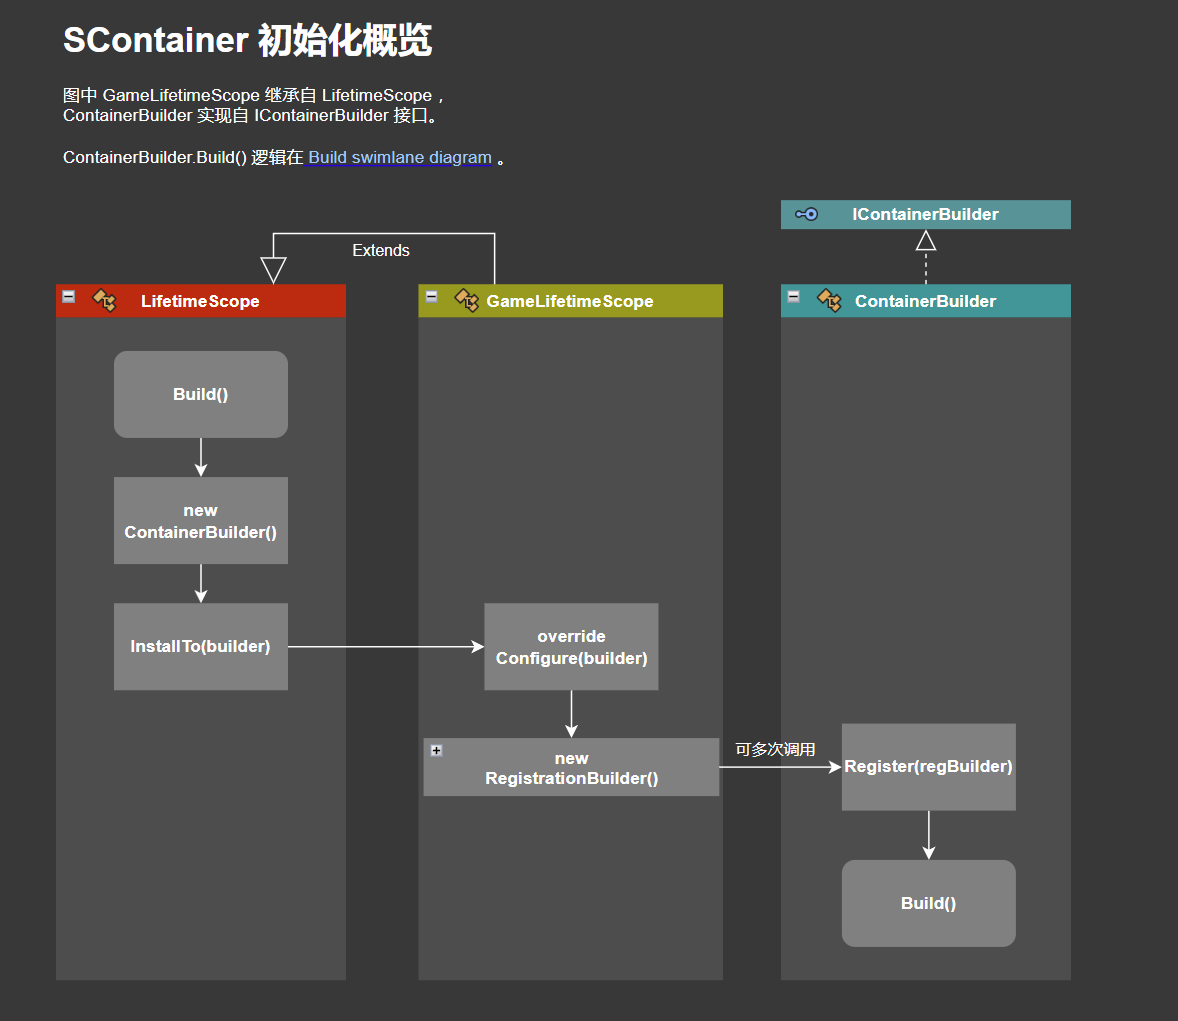 SContainer 初始化概览
图中 GameLifetimeScope 继承自 LifetimeScope，
ContainerBuilder 实现自 IContainerBuilder 接口。
ContainerBuilder.Build() 逻辑在 Build swimlane diagram 。
IContainerBuilder
Extends
LifetimeScope
GameLifetimeScope
ContainerBuilder
Build()
new
ContainerBuilder()
InstallTo(builder)
override
Configure(builder)
new
RegistrationBuilder()
可多次调用
Register(regBuilder)
Build()